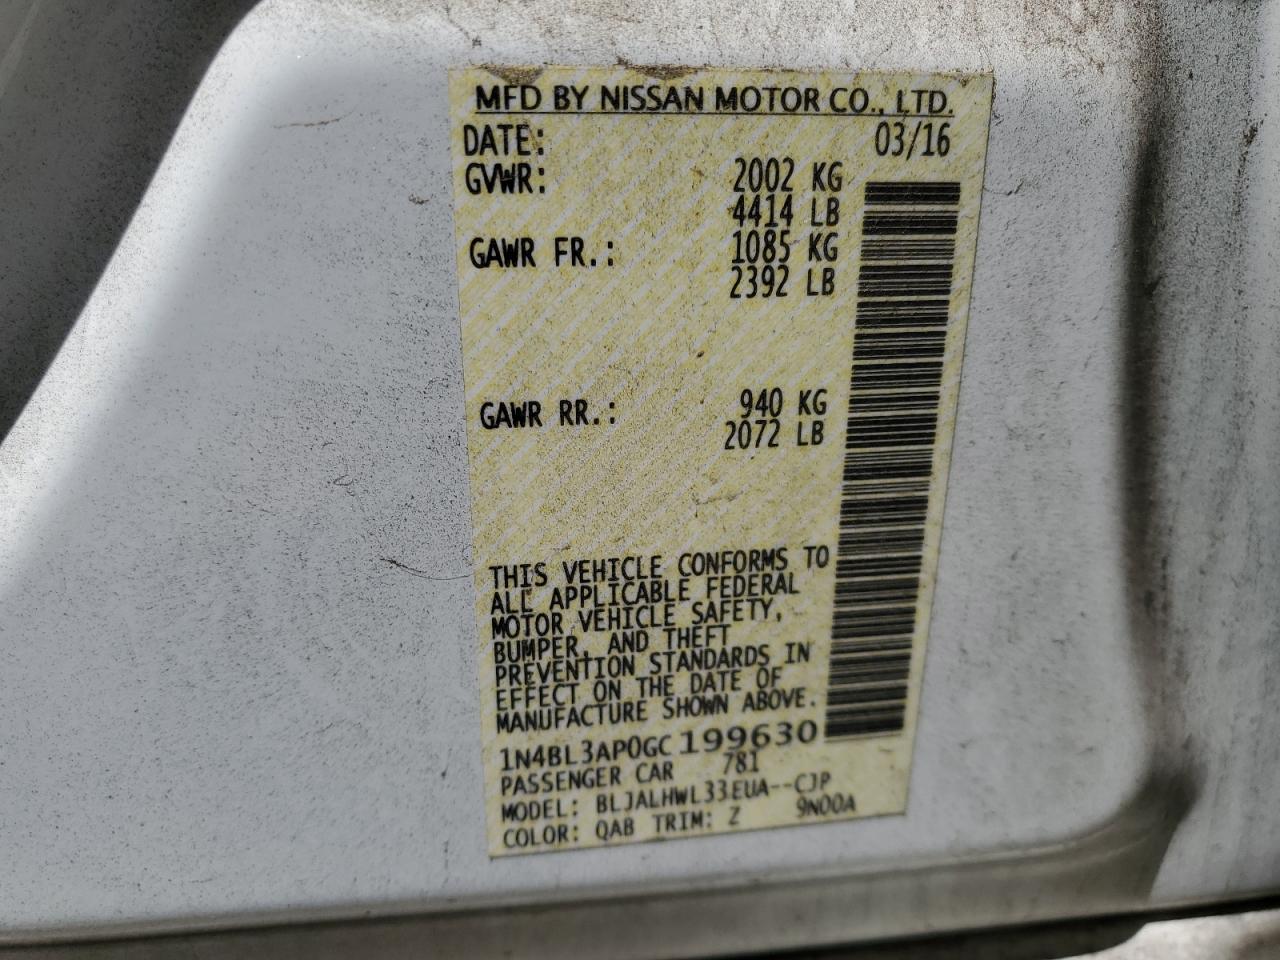 MFD BY NISSAN MOTOR CO., LTD.
DATE: 03/16
GVWR: 2002 KG
4414 LB
GAWR FR.: 1085 KG
2392 LB
GAWR RR.: 940 KG
2072 LB
THIS VEHICLE CONFORMS TO
ALL APPLICABLE FEDERAL
MOTOR VEHICLE SAFETY,
BUMPER, AND THEFT
PREVENTION STANDARDS IN
EFFECT ON THE DATE OF
MANUFACTURE SHOWN ABOVE.
1N4BL3AP0GC199630
PASSENGER CAR 781
MODEL: BLJALHWL33EUA--CJP
COLOR: QAB TRIM: Z 9N00A